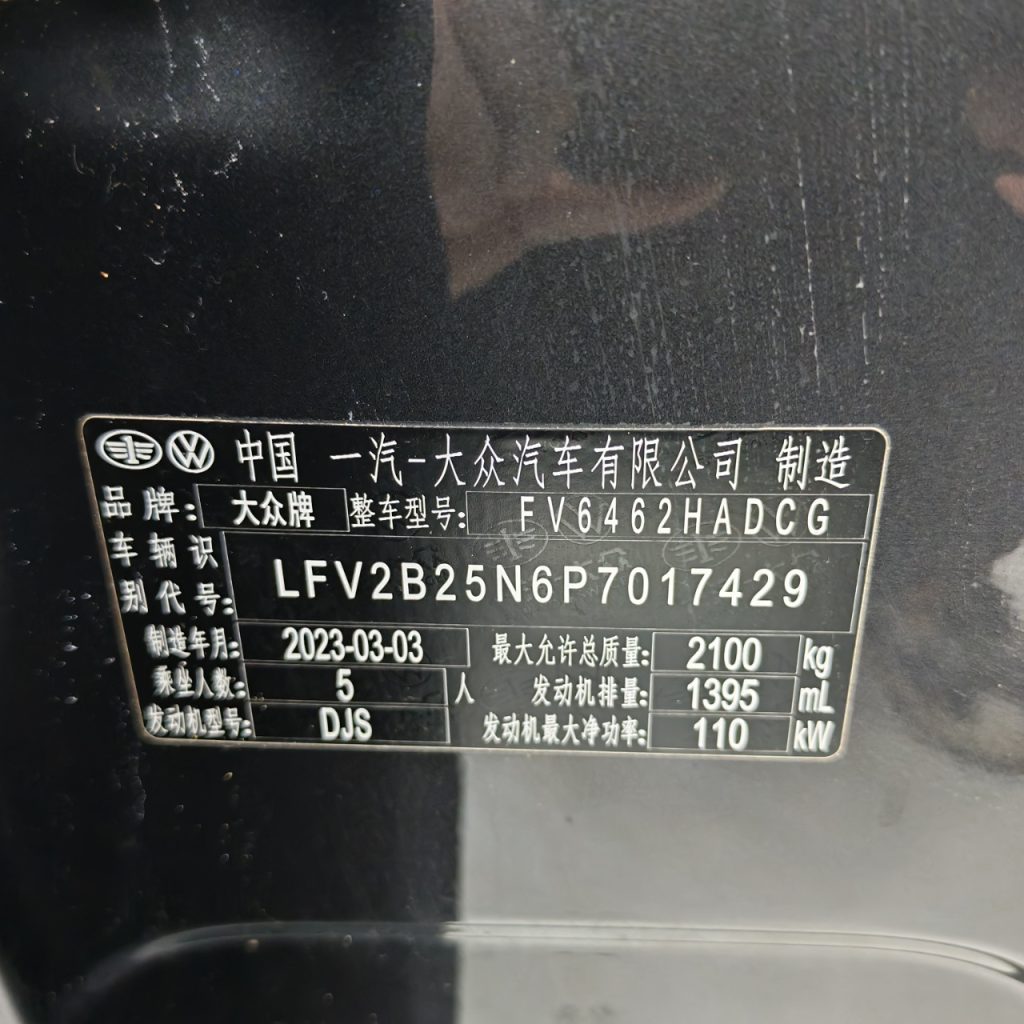 中国 一汽-大众汽车有限公司 制造
品牌: 大众牌 整车型号: FV6462HADCG
车辆识别代号: LFV2B25N6P7017429
制造年月: 2023-03-03 最大允许总质量: 2100 kg
乘坐人数: 5 人 发动机排量: 1395 mL
发动机型号: DJS 发动机最大净功率: 110 kW